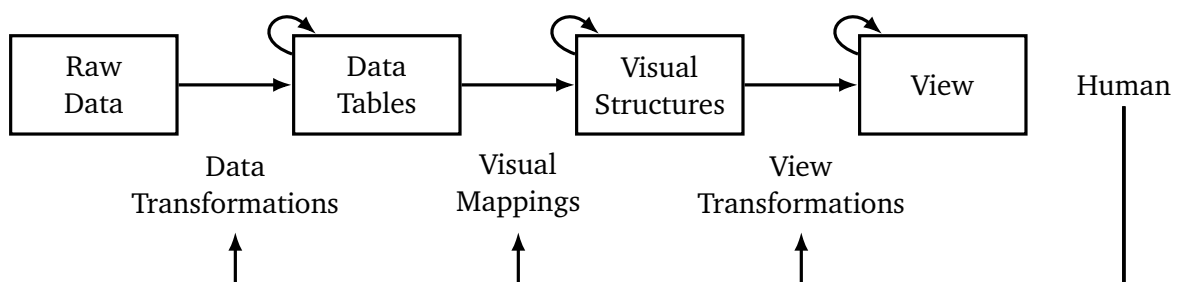 Raw
Data
Data
Tables
Visual
Structures
View
Human
Data
Transformations
Visual
Mappings
View
Transformations